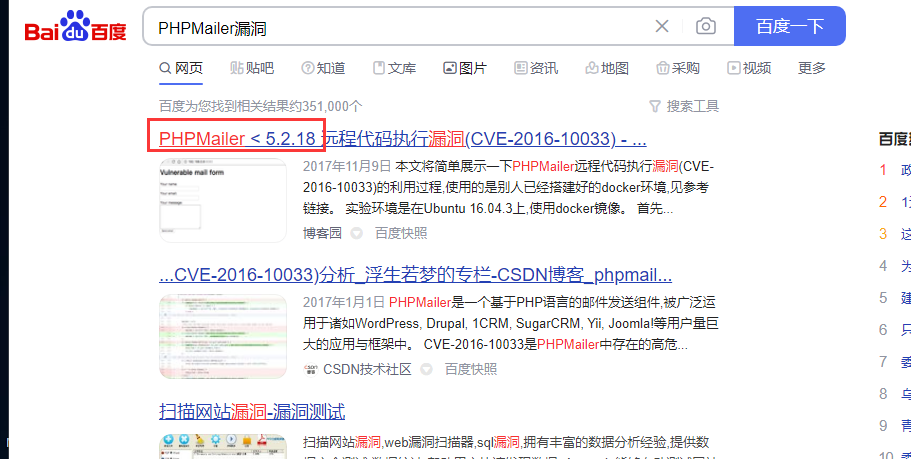 Bai du 百度
PHPMailer漏洞
百度一下
网页 贴吧 知道 文库 图片 资讯 地图 采购 视频 更多
百度为您找到相关结果约351,000个
搜索工具
PHPMailer < 5.2.18 远程代码执行漏洞(CVE-2016-10033) - ...
Vulnerable mail form
2017年11月9日 本文将简单展示一下PHPMailer远程代码执行漏洞(CVE-
2016-10033)的利用过程,使用的是别人已经搭建好的docker环境,见参考
链接。 实验环境是在Ubuntu 16.04.3上,使用docker镜像。 首先...
博客园 百度快照
...CVE-2016-10033)分析_浮生若梦的专栏-CSDN博客_phpmail...
2017年1月1日 PHPMailer是一个基于PHP语言的邮件发送组件,被广泛运
用于诸如WordPress, Drupal, 1CRM, SugarCRM, Yii, Joomla!等用户量巨
大的应用与框架中。 CVE-2016-10033是PHPMailer中存在的高危...
CSDN技术社区 百度快照
扫描网站漏洞-漏洞测试
扫描网站漏洞,web漏洞扫描器,sql漏洞,拥有丰富的数据分析经验,提供数
百度
1
2
3 这
4 为
5 建
6 只
7 委
8
9 青
10